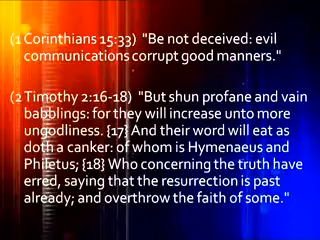 (1 Corinthians 15:33)  "Be not deceived: evil
communications corrupt good manners."
(2 Timothy 2:16-18)  "But shun profane and vain
babblings: for they will increase unto more
ungodliness. {17} And their word will eat as
doth a canker: of whom is Hymenaeus and
Philetus; {18} Who concerning the truth have
erred, saying that the resurrection is past
already; and overthrow the faith of some."